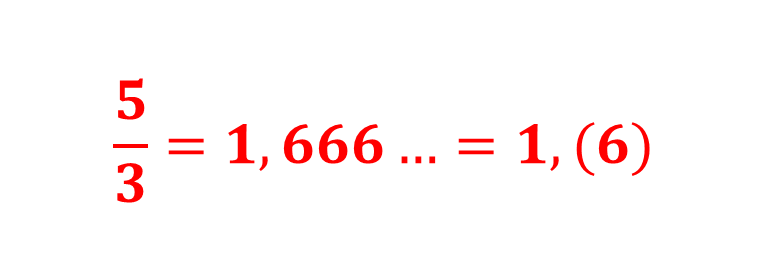 5/3 = 1,666 ... = 1,(6)